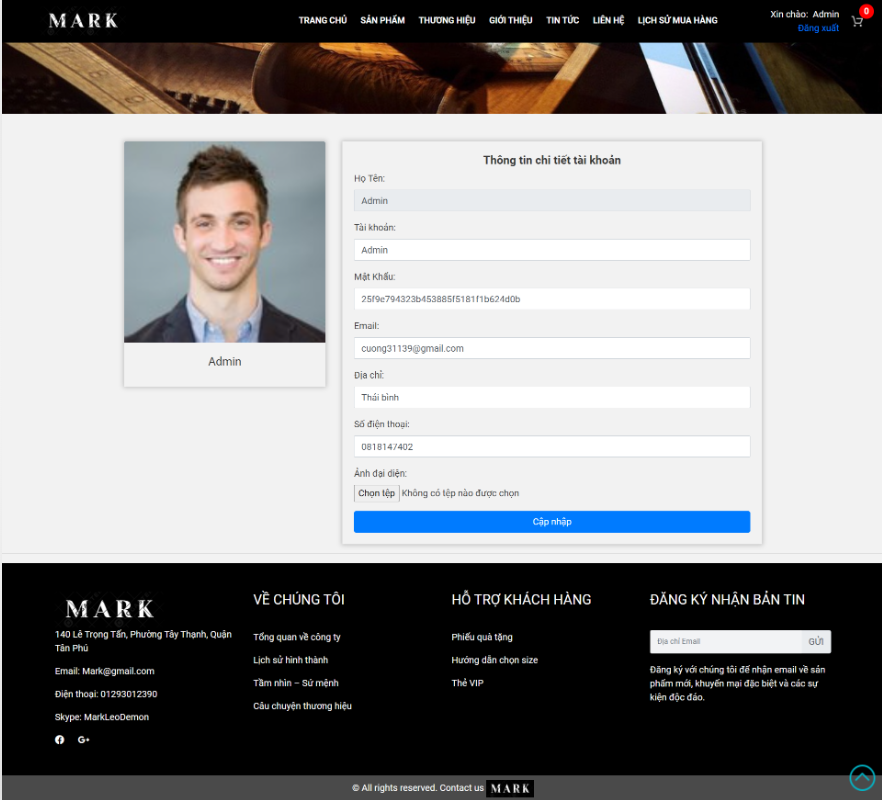 MARK
TRANG CHỦ SẢN PHẨM THƯƠNG HIỆU GIỚI THIỆU TIN TỨC LIÊN HỆ LỊCH SỬ MUA HÀNG
Xin chào: Admin
Đăng xuất
0
Admin
Thông tin chi tiết tài khoản
Họ Tên:
Admin
Tài khoản:
Admin
Mật Khẩu:
25f9e794323b453885f5181f1b624d0b
Email:
cuong31139@gmail.com
Địa chỉ:
Thái bình
Số điện thoại:
0818147402
Ảnh đại diện:
Chọn tệp Không có tệp nào được chọn
Cập nhập
MARK
140 Lê Trọng Tấn, Phường Tây Thạnh, Quận
Tân Phú
Email: Mark@gmail.com
Điện thoại: 01293012390
Skype: MarkLeoDemon
G+
VỀ CHÚNG TÔI
Tổng quan về công ty
Lịch sử hình thành
Tầm nhìn – Sứ mệnh
Câu chuyện thương hiệu
HỖ TRỢ KHÁCH HÀNG
Phiếu quà tặng
Hướng dẫn chọn size
Thẻ VIP
ĐĂNG KÝ NHẬN BẢN TIN
Địa chỉ Email GỬI
Đăng ký với chúng tôi để nhận email về sản
phẩm mới, khuyến mại đặc biệt và các sự
kiện độc đáo.
© All rights reserved. Contact us MARK